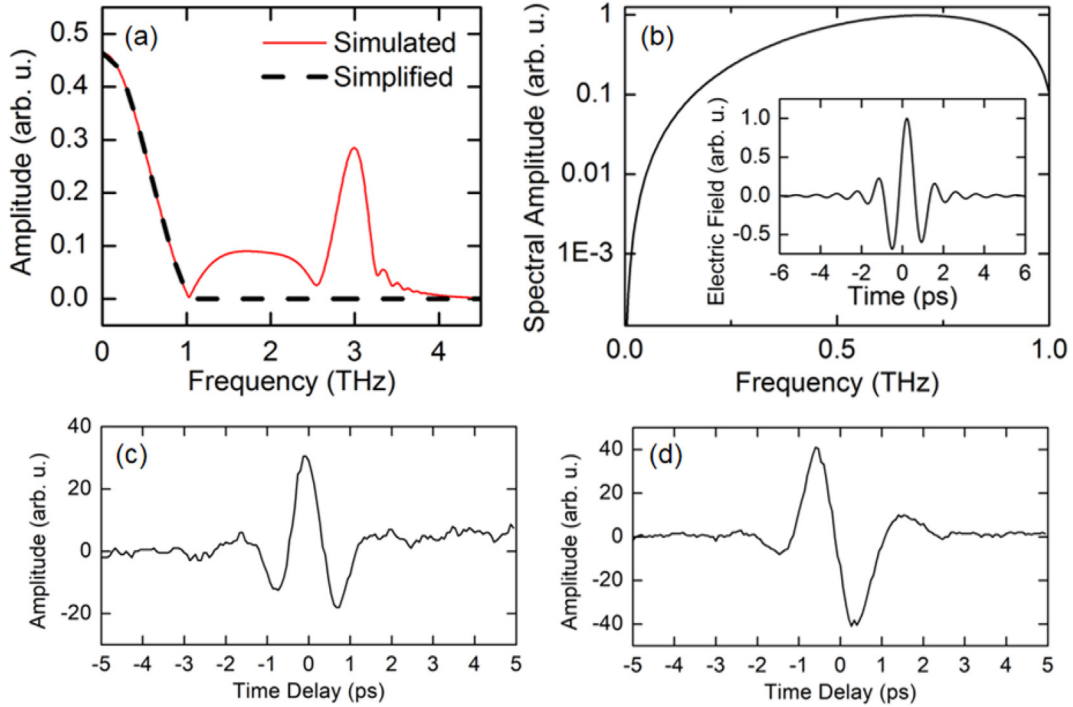 (a)
Simulated
Simplified
Amplitude (arb. u.)
0.5
0.4
0.3
0.2
0.1
0.0
0 1 2 3 4
Frequency (THz)
(b)
Spectral Amplitude (arb. u.)
1
0.1
0.01
1E-3
0.0 0.5 1.0
Frequency (THz)
Electric Field (arb. u.)
1.0
0.5
0.0
-0.5
-6 -4 -2 0 2 4 6
Time (ps)
(c)
Amplitude (arb. u.)
40
20
0
-20
-5 -4 -3 -2 -1 0 1 2 3 4 5
Time Delay (ps)
(d)
Amplitude (arb. u.)
40
20
0
-20
-40
-5 -4 -3 -2 -1 0 1 2 3 4 5
Time Delay (ps)